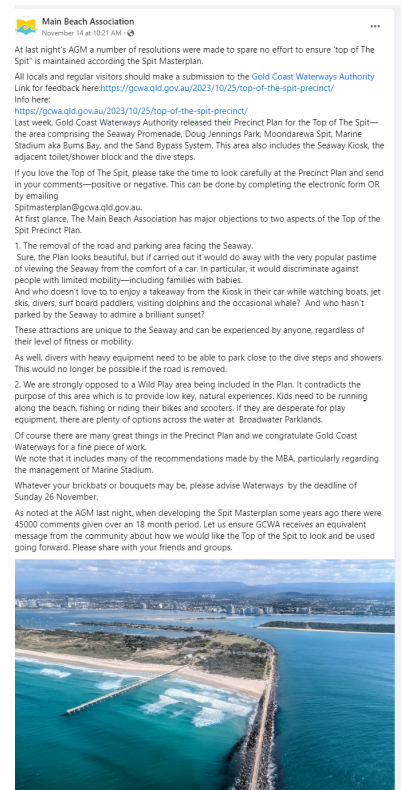 Main Beach Association
November 14 at 10:21 AM ·
At last night's AGM a number of resolutions were made to spare no effort to ensure 'top of The
Spit" is maintained according the Spit Masterplan.
All locals and regular visitors should make a submission to the Gold Coast Waterways Authority
Link for feedback here:https://gcwa.qld.gov.au/2023/10/25/top-of-the-spit-precinct/
Info here:
https://gcwa.qld.gov.au/2023/10/25/top-of-the-spit-precinct/
Last week, Gold Coast Waterways Authority released their Precinct Plan for the Top of The Spit—
the area comprising the Seaway Promenade, Doug Jennings Park, Moondarewa Spit, Marine
Stadium aka Bums Bay, and the Sand Bypass System. This area also includes the Seaway Kiosk, the
adjacent toilet/shower block and the dive steps.
If you love the Top of The Spit, please take the time to look carefully at the Precinct Plan and send
in your comments—positive or negative. This can be done by completing the electronic form OR
by emailing
Spitmasterplan@gcwa.qld.gov.au.
At first glance, The Main Beach Association has major objections to two aspects of the Top of the
Spit Precinct Plan.
1. The removal of the road and parking area facing the Seaway.
Sure, the Plan looks beautiful, but if carried out it would do away with the very popular pastime
of viewing the Seaway from the comfort of a car. In particular, it would discriminate against
people with limited mobility—including families with babies.
And who doesn't love to to enjoy a takeaway from the Kiosk in their car while watching boats, jet
skis, divers, surf board paddlers, visiting dolphins and the occasional whale? And who hasn't
parked by the Seaway to admire a brilliant sunset?
These attractions are unique to the Seaway and can be experienced by anyone, regardless of
their level of fitness or mobility.
As well, divers with heavy equipment need to be able to park close to the dive steps and showers.
This would no longer be possible if the road is removed.
2. We are strongly opposed to a Wild Play area being included in the Plan. It contradicts the
purpose of this area which is to provide low key, natural experiences. Kids need to be running
along the beach, fishing or riding their bikes and scooters. If they are desperate for play
equipment, there are plenty of options across the water at Broadwater Parklands.
Of course there are many great things in the Precinct Plan and we congratulate Gold Coast
Waterways for a fine piece of work.
We note that it includes many of the recommendations made by the MBA, particularly regarding
the management of Marine Stadium.
Whatever your brickbats or bouquets may be, please advise Waterways by the deadline of
Sunday 26 November.
As noted at the AGM last night, when developing the Spit Masterplan some years ago there were
45000 comments given over an 18 month period. Let us ensure GCWA receives an equivalent
message from the community about how we would like the Top of the Spit to look and be used
going forward. Please share with your friends and groups.